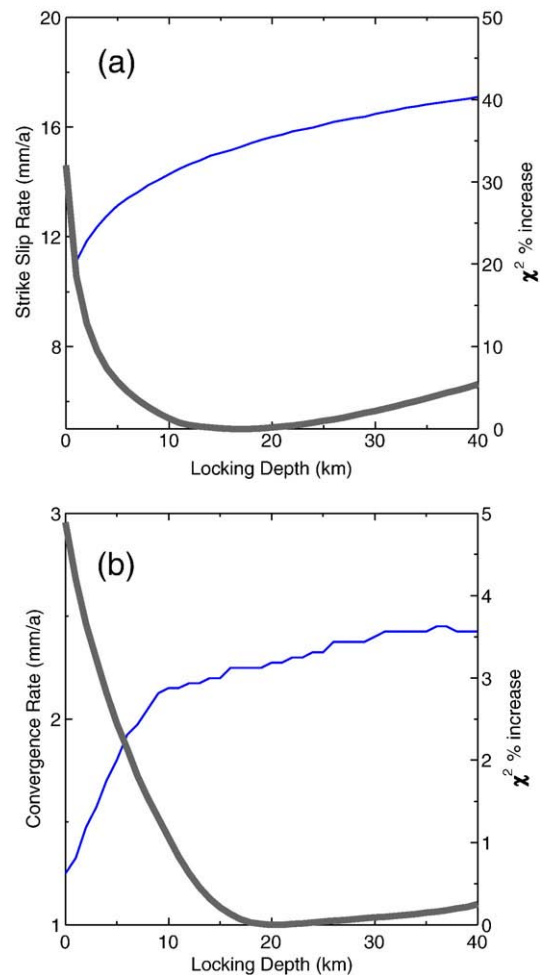 (a)
20
16
12
8
Strike Slip Rate (mm/a)
50
40
30
20
10
0
χ² % increase
0 10 20 30 40
Locking Depth (km)
(b)
3
2
1
Convergence Rate (mm/a)
5
4
3
2
1
0
χ² % increase
0 10 20 30 40
Locking Depth (km)